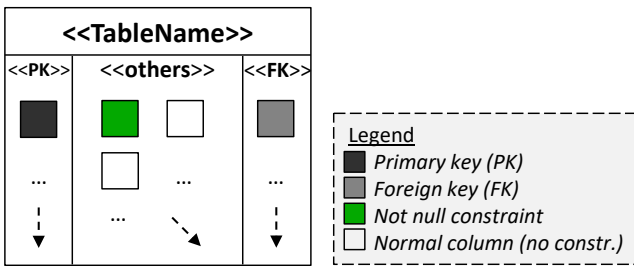 <<TableName>>
<<PK>> <<others>> <<FK>>
... ... ...
...
Legend
Primary key (PK)
Foreign key (FK)
Not null constraint
Normal column (no constr.)